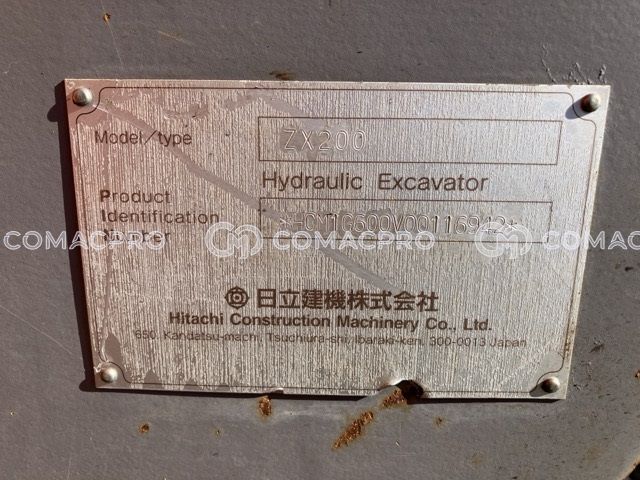 Model/type ZX200
Hydraulic Excavator
Product
Identification
Number
日立建機株式会社
Hitachi Construction Machinery Co., Ltd.
650, Kandatsu-machi, Tsuchiura-shi, Ibaraki-ken, 300-0013 Japan
COMACPRO COMACPRO COMACPRO